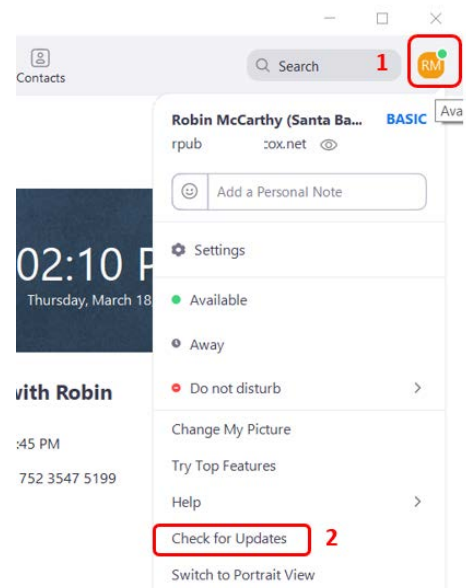 Contacts
Search
1
RM
Ava
Robin McCarthy (Santa Ba...
BASIC
rpub :ox.net
Add a Personal Note
Settings
02:10 P
Thursday, March 18
Available
Away
Do not disturb
with Robin
Change My Picture
:45 PM
Try Top Features
752 3547 5199
Help
Check for Updates
2
Switch to Portrait View